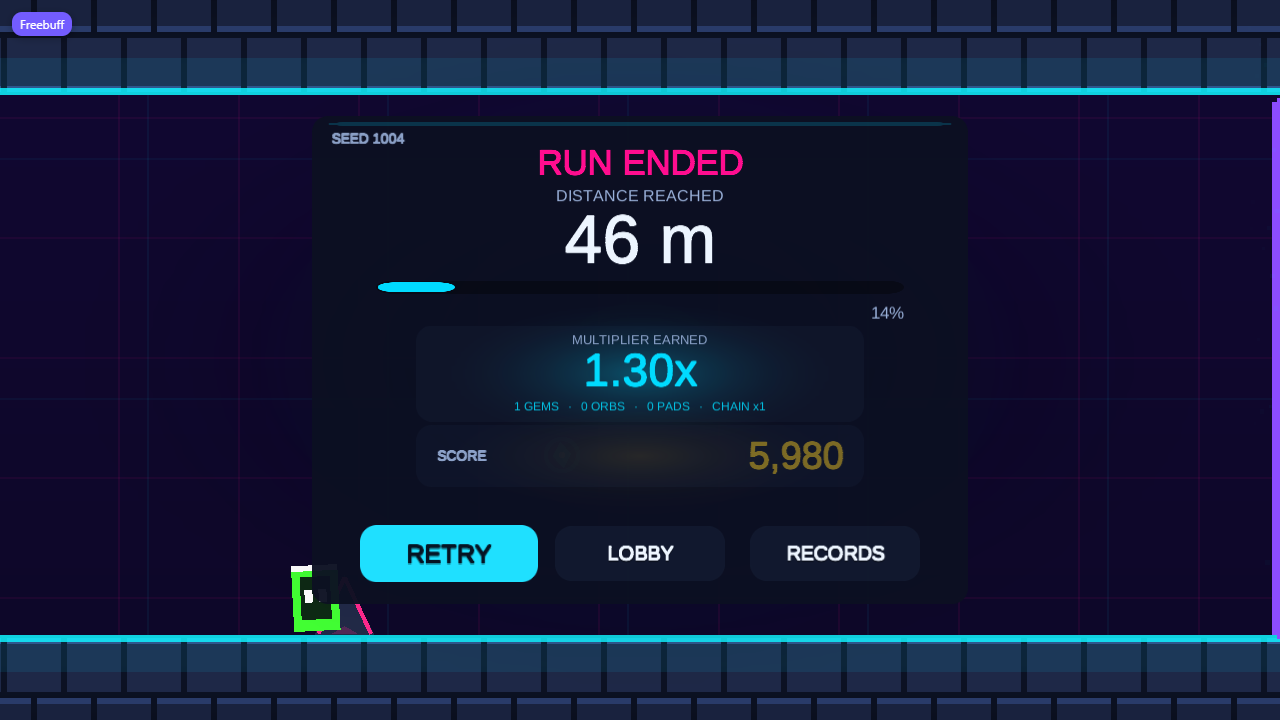 Freebuff
SEED 1004
RUN ENDED
DISTANCE REACHED
46 m
14%
MULTIPLIER EARNED
1.30x
1 GEMS · 0 ORBS · 0 PADS · CHAIN x1
SCORE 5,980
RETRY LOBBY RECORDS